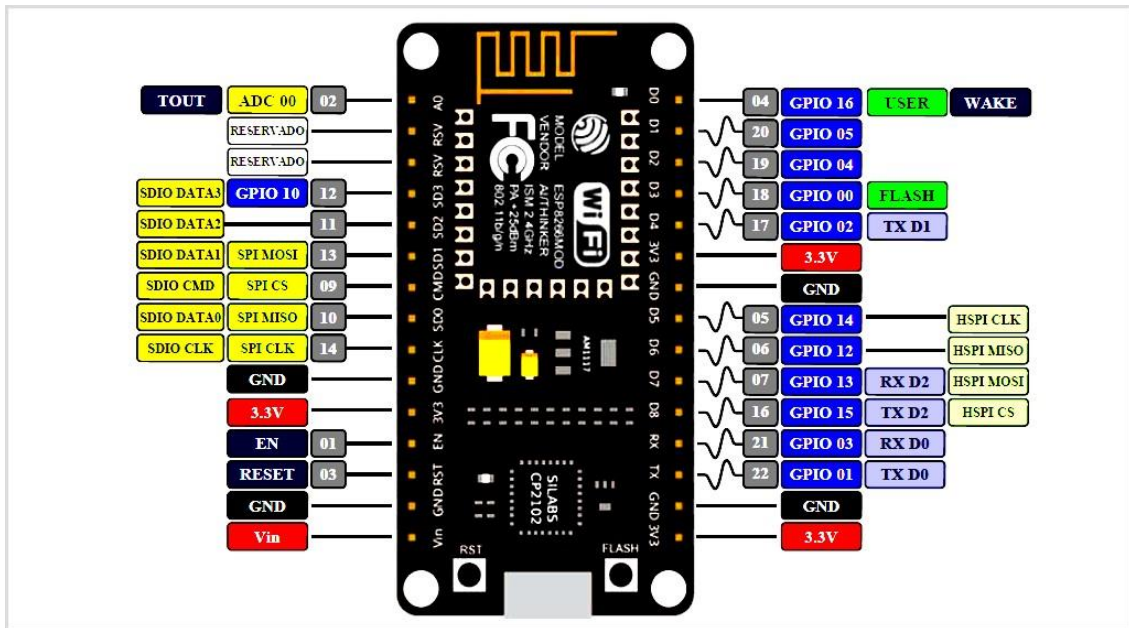 TOUT ADC 00 02 A0
RESERVADO RSV
RESERVADO RSV
SDIO DATA3 GPIO 10 12 SD3
SDIO DATA2 11 SD2
SDIO DATA1 SPI MOSI 13 SD1
SDIO CMD SPI CS 09 CMD
SDIO DATA0 SPI MISO 10 SD0
SDIO CLK SPI CLK 14 CLK
GND GND
3.3V 3V3
EN 01 EN
RESET 03 RST
GND GND
Vin Vin
MODEL ESP8266MOD
VENDOR AI/THINKER
ISM 2.4GHz
PA +25dBm
802.11b/g/n
FC
WiFi
AM1117
SILABS
CP2102
RST
FLASH
D0 04 GPIO 16 USER WAKE
D1 20 GPIO 05
D2 19 GPIO 04
D3 18 GPIO 00 FLASH
D4 17 GPIO 02 TX D1
3V3 3.3V
GND GND
D5 05 GPIO 14 HSPI CLK
D6 06 GPIO 12 HSPI MISO
D7 07 GPIO 13 RX D2 HSPI MOSI
D8 16 GPIO 15 TX D2 HSPI CS
RX 21 GPIO 03 RX D0
TX 22 GPIO 01 TX D0
GND GND
3V3 3.3V